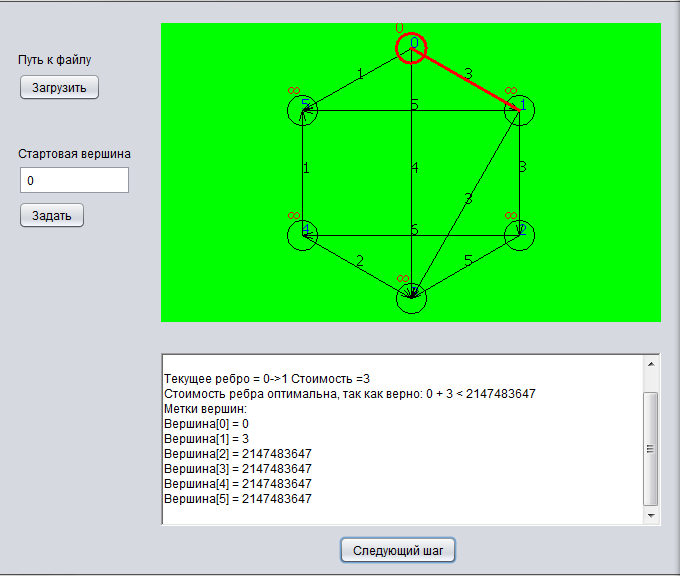 Путь к файлу
Загрузить
Стартовая вершина
0
Задать
0
0
1
3
∞
∞
5
5
1
1
4
3
3
∞
∞
4
6
2
2
5
∞
Текущее ребро = 0->1 Стоимость =3
Стоимость ребра оптимальна, так как верно: 0 + 3 < 2147483647
Метки вершин:
Вершина[0] = 0
Вершина[1] = 3
Вершина[2] = 2147483647
Вершина[3] = 2147483647
Вершина[4] = 2147483647
Вершина[5] = 2147483647
Следующий шаг